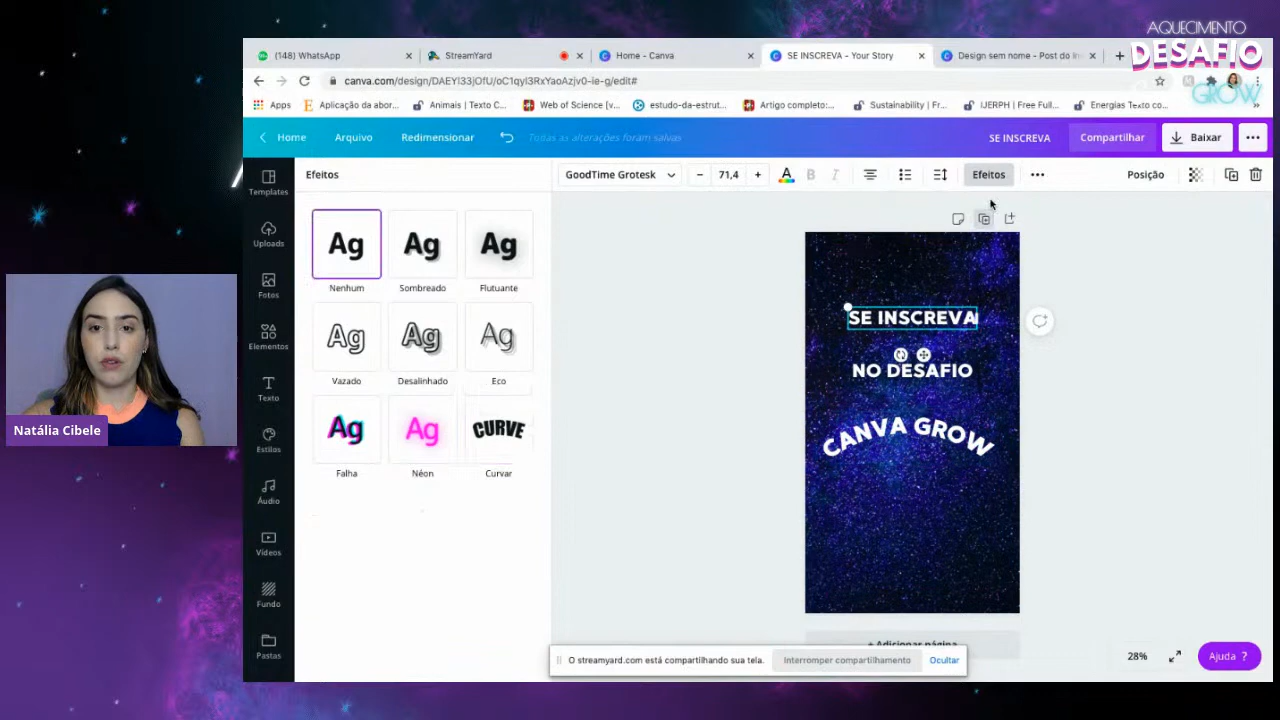 AQUECIMENTO
DESAFIO
GROW
(148) WhatsApp
StreamYard
Home - Canva
SE INSCREVA - Your Story
Design sem nome - Post do
canva.com/design/DAEYl33jOfU/oC1qyl3RxYaoAzjv0-ie-g/edit#
Apps
Aplicação da abor...
Animais | Texto C...
Web of Science [v...
estudo-da-estrut...
Artigo completo:...
Sustainability | Fr...
IJERPH | Free Full...
Energias Texto co...
Home
Arquivo
Redimensionar
Todas as alterações foram salvas
SE INSCREVA
Compartilhar
Baixar
Efeitos
GoodTime Grotesk
71,4
A
B
I
Efeitos
Posição
Templates
Uploads
Fotos
Elementos
Texto
Estilos
Áudio
Vídeos
Fundo
Pastas
Ag
Ag
Ag
Nenhum
Sombreado
Flutuante
Ag
Ag
Ag
Vazado
Desalinhado
Eco
Ag
Ag
CURVE
Falha
Néon
Curvar
SE INSCREVA
NO DESAFIO
CANVA GROW
+ Adicionar página
O streamyard.com está compartilhando sua tela.
Interromper compartilhamento
Ocultar
28%
Ajuda ?
Natália Cibele